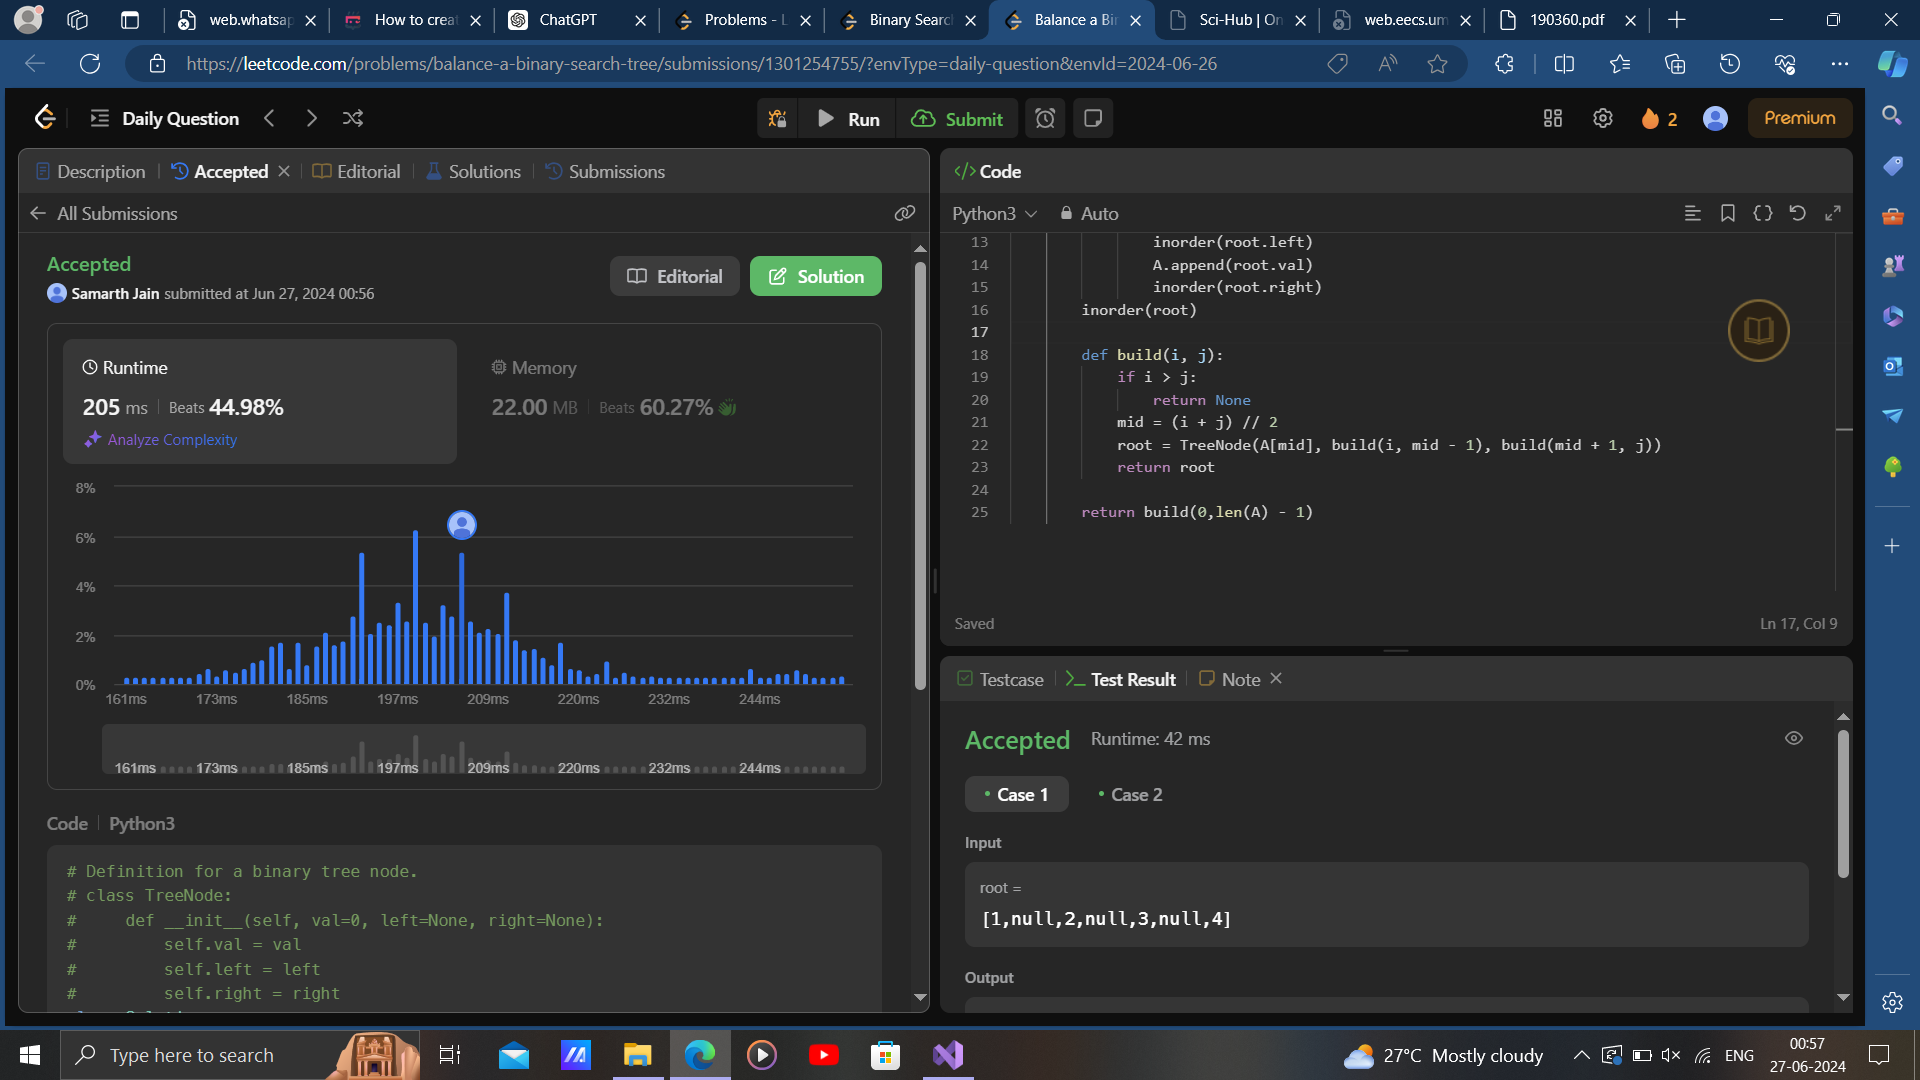 web.whatsap
How to creat
ChatGPT
Problems - L
Binary Searc
Balance a Bi
Sci-Hub | On
web.eecs.um
190360.pdf
https://leetcode.com/problems/balance-a-binary-search-tree/submissions/1301254755/?envType=daily-question&envId=2024-06-26
Daily Question
Run
Submit
2
Premium
Description
Accepted
Editorial
Solutions
Submissions
All Submissions
Accepted
Samarth Jain submitted at Jun 27, 2024 00:56
Editorial
Solution
Runtime
205 ms
Beats 44.98%
Analyze Complexity
Memory
22.00 MB
Beats 60.27%
8%
6%
4%
2%
0%
161ms 173ms 185ms 197ms 209ms 220ms 232ms 244ms
161ms 173ms 185ms 197ms 209ms 220ms 232ms 244ms
Code | Python3
# Definition for a binary tree node.
# class TreeNode:
#     def __init__(self, val=0, left=None, right=None):
#         self.val = val
#         self.left = left
#         self.right = right
</> Code
Python3
Auto
13 inorder(root.left)
14 A.append(root.val)
15 inorder(root.right)
16 inorder(root)
17
18 def build(i, j):
19 if i > j:
20 return None
21 mid = (i + j) // 2
22 root = TreeNode(A[mid], build(i, mid - 1), build(mid + 1, j))
23 return root
24
25 return build(0,len(A) - 1)
Saved
Ln 17, Col 9
Testcase
Test Result
Note
Accepted
Runtime: 42 ms
Case 1
Case 2
Input
root =
[1,null,2,null,3,null,4]
Output
Type here to search
27°C Mostly cloudy
ENG
00:57
27-06-2024